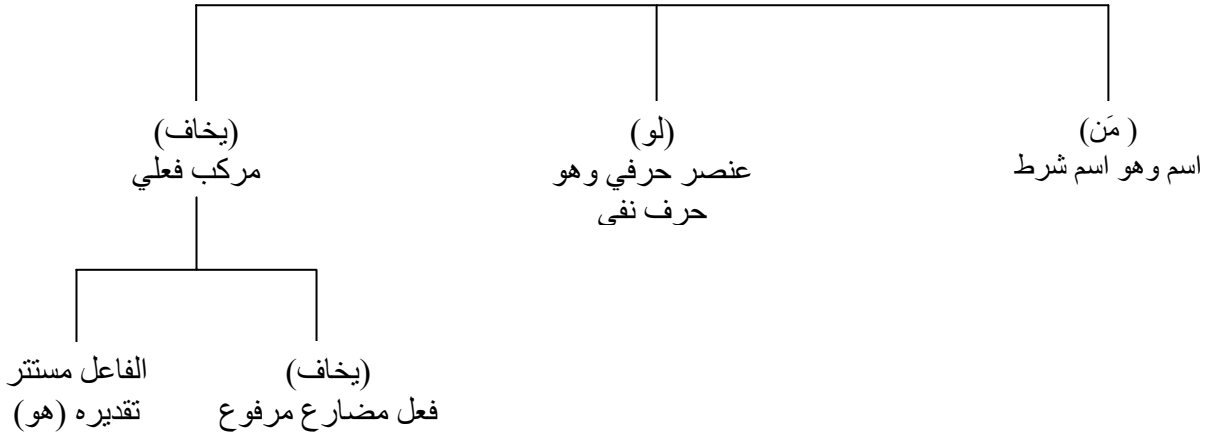 ( مَن)
اسم وهو اسم شرط
(لو)
عنصر حرفي وهو
حرف نفي
(يخاف)
مركب فعلي
(يخاف)
فعل مضارع مرفوع
الفاعل مستتر
تقديره (هو)